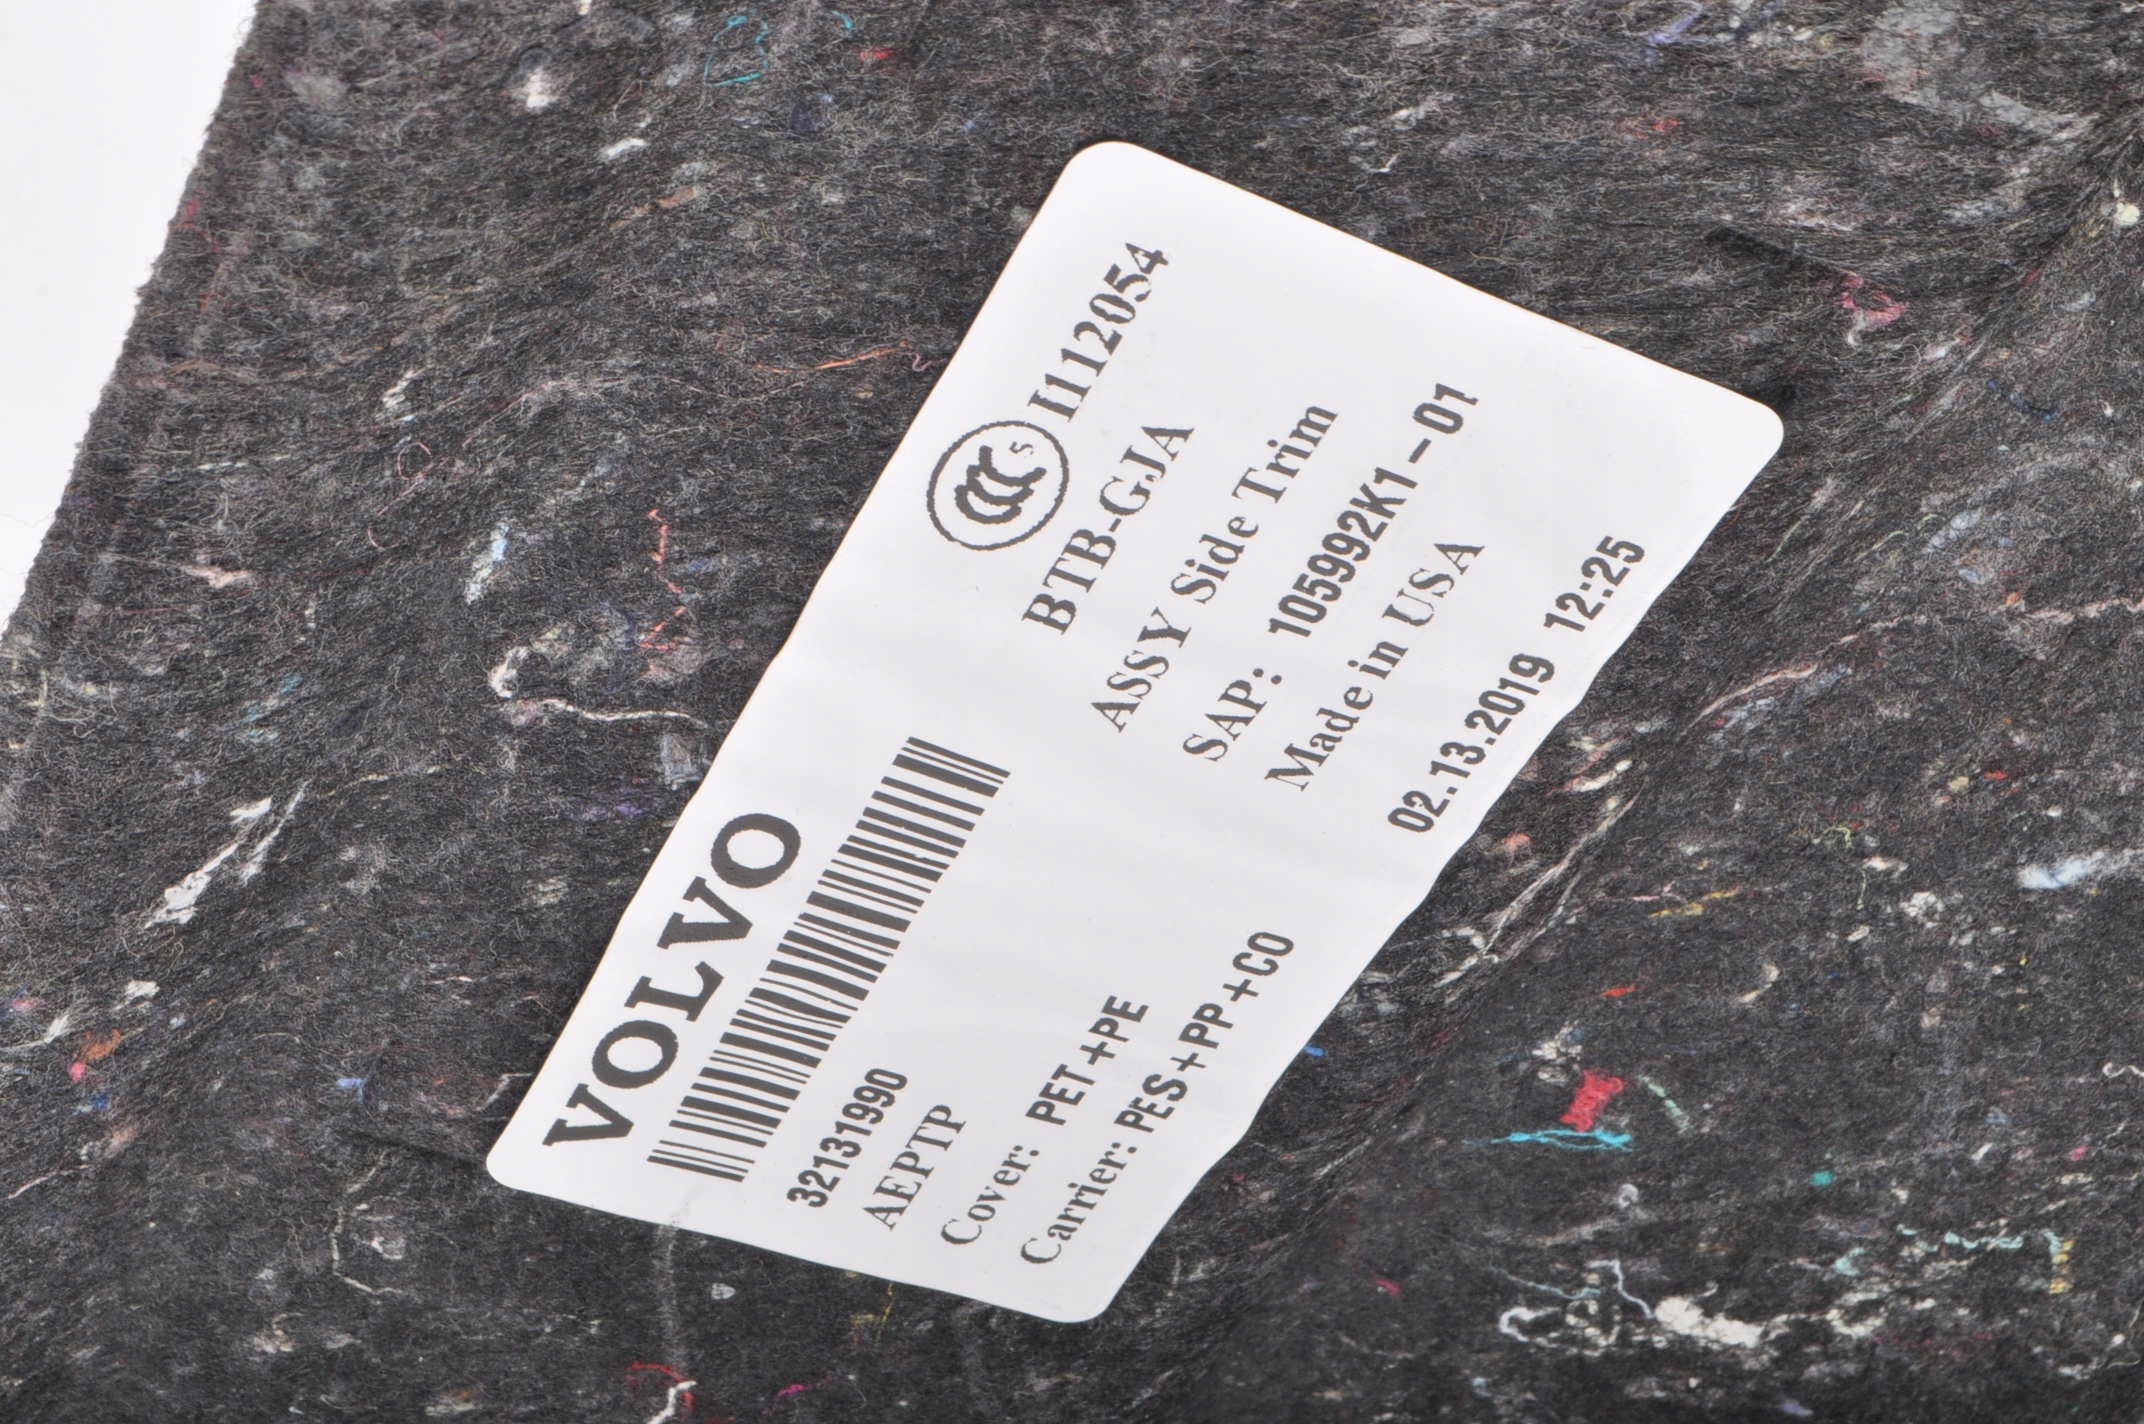 VOLVO
CCC S I112054
32131990
BTB-GJA
AEPTP
ASSY Side Trim
Cover: PET+PE
SAP: 105992K1-01
Carrier: PES+PP+CO
Made in USA
02.13.2019 12:25